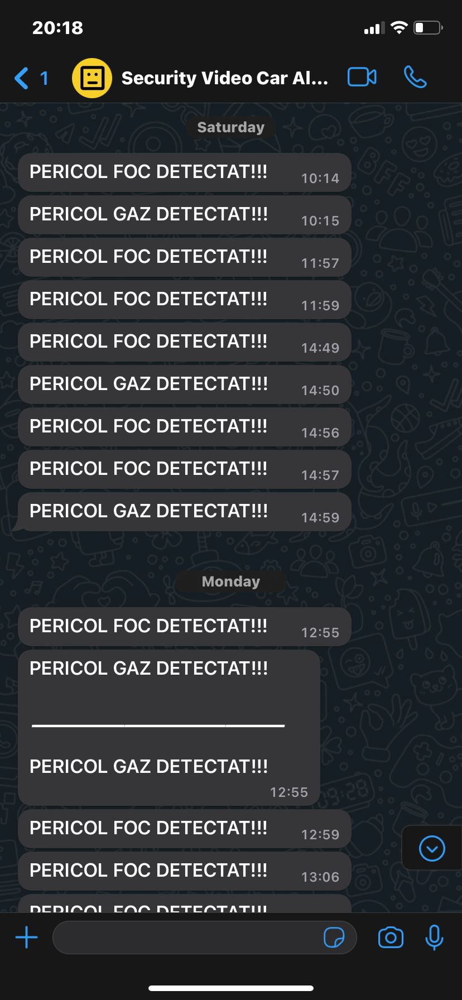 20:18
1
Security Video Car Al...
Saturday
PERICOL FOC DETECTAT!!!
10:14
PERICOL GAZ DETECTAT!!!
10:15
PERICOL FOC DETECTAT!!!
11:57
PERICOL FOC DETECTAT!!!
11:59
PERICOL FOC DETECTAT!!!
14:49
PERICOL GAZ DETECTAT!!!
14:50
PERICOL FOC DETECTAT!!!
14:56
PERICOL FOC DETECTAT!!!
14:57
PERICOL GAZ DETECTAT!!!
14:59
Monday
PERICOL FOC DETECTAT!!!
12:55
PERICOL GAZ DETECTAT!!!
PERICOL GAZ DETECTAT!!!
12:55
PERICOL FOC DETECTAT!!!
12:59
PERICOL FOC DETECTAT!!!
13:06
PERICOL FOC DETECTAT!!!
BFF
09:28